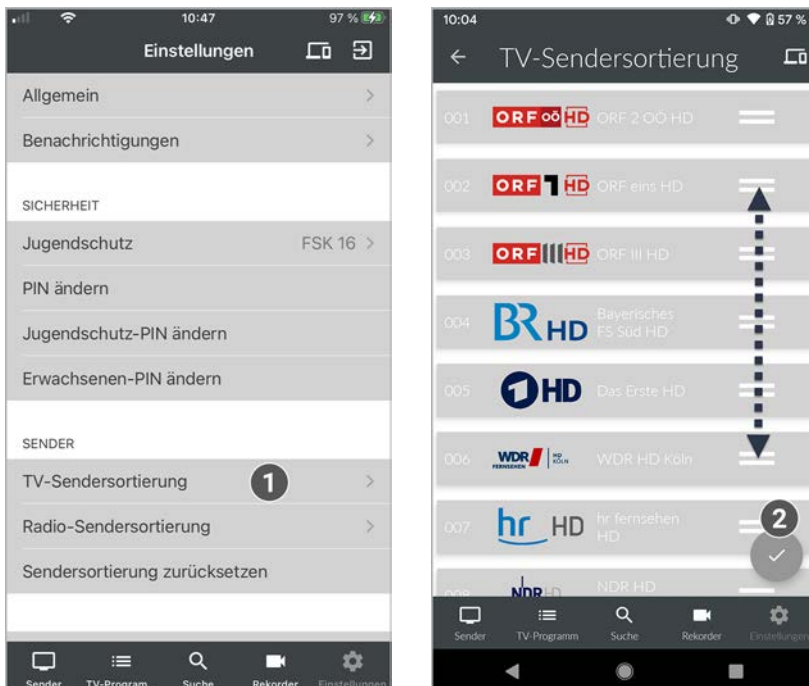 10:47
97 %
Einstellungen
Allgemein
Benachrichtigungen
SICHERHEIT
Jugendschutz FSK 16
PIN ändern
Jugendschutz-PIN ändern
Erwachsenen-PIN ändern
SENDER
TV-Sendersortierung 1
Radio-Sendersortierung
Sendersortierung zurücksetzen
Sender TV-Program Suche Rekorder Einstellungen
10:04
57 %
TV-Sendersortierung
001 ORF oö HD ORF 2 OÖ HD
002 ORF 1 HD ORF eins HD
003 ORF III HD ORF III HD
004 BR HD Bayerisches
FS Süd HD
005 1 HD Das Erste HD
006 WDR FERNSEHEN HD KÖLN WDR HD Köln
007 hr HD hr fernsehen
HD
2
008 NDR HD NDR HD
Sender TV-Programm Suche Rekorder Einstellungen